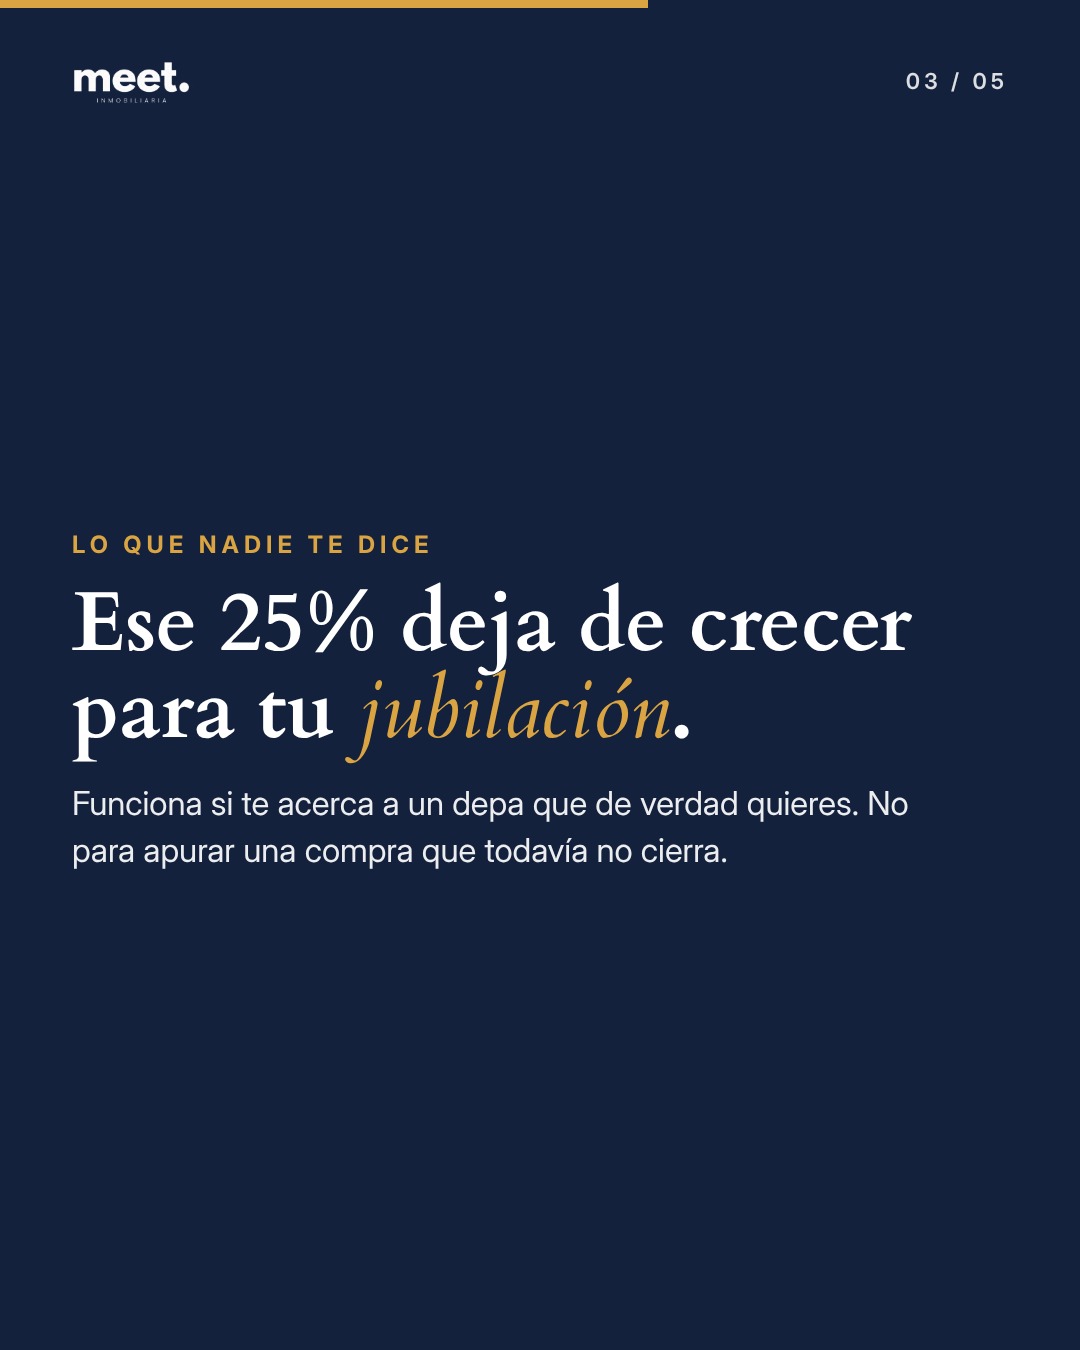 meet.
INMOBILIARIA
03 / 05
LO QUE NADIE TE DICE
Ese 25% deja de crecer
para tu jubilación.
Funciona si te acerca a un depa que de verdad quieres. No
para apurar una compra que todavía no cierra.